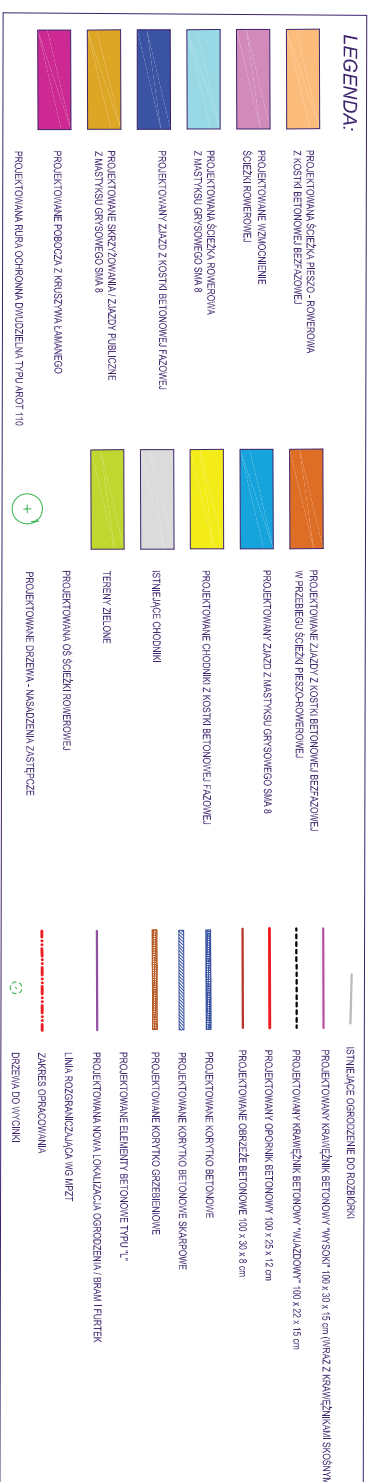 LEGENDA:
PROJEKTOWANA ŚCIEŻKA PIESZO - ROWEROWA
Z KOSTKI BETONOWEJ BEZFAZOWEJ
PROJEKTOWANE WZMOCNIENIE
ŚCIEŻKI ROWEROWEJ
PROJEKTOWANA ŚCIEŻKA ROWEROWA
Z MASTYKSU GRYSOWEGO SMA 8
PROJEKTOWANY ZJAZD Z KOSTKI BETONOWEJ FAZOWEJ
PROJEKTOWANE SKRZYŻOWANIA / ZJAZDY PUBLICZNE
Z MASTYKSU GRYSOWEGO SMA 8
PROJEKTOWANE POBOCZA Z KRUSZYWA ŁAMANEGO
PROJEKTOWANA RURA OCHRONNA DWUDZIELNA TYPU AROT 110
PROJEKTOWANE ZJAZDY Z KOSTKI BETONOWEJ BEZFAZOWEJ
W PRZEBIEGU ŚCIEŻKI PIESZO-ROWEROWEJ
PROJEKTOWANY ZJAZD Z MASTYKSU GRYSOWEGO SMA 8
PROJEKTOWANE CHODNIKI Z KOSTKI BETONOWEJ FAZOWEJ
ISTNIEJĄCE CHODNIKI
TERENY ZIELONE
PROJEKTOWANA OŚ ŚCIEŻKI ROWEROWEJ
PROJEKTOWANE DRZEWA - NASADZENIA ZASTĘPCZE
ISTNIEJĄCE OGRODZENIE DO ROZBIÓRKI
PROJEKTOWANY KRAWĘŻNIK BETONOWY "WYSOKI" 100 x 30 x 15 cm (WRAZ Z KRAWĘŻNIKAMI
PROJEKTOWANY KRAWĘŻNIK BETONOWY "WJAZDOWY" 100 x 22 x 15 cm
PROJEKTOWANY OPORNIK BETONOWY 100 x 25 x 12 cm
PROJEKTOWANE OBRZEŻE BETONOWE 100 x 30 x 8 cm
PROJEKTOWANE KORYTKO BETONOWE
PROJEKTOWANE KORYTKO BETONOWE SKARPOWE
PROJEKTOWANE KORYTKO GRZEBIENIOWE
PROJEKTOWANE ELEMENTY BETONOWE TYPU "L"
PROJEKTOWANA NOWA LOKALIZACJA OGRODZENIA / BRAM I FURTEK
LINIA ROZGRANICZAJĄCA WG MPZT
ZAKRES OPRACOWANIA
DRZEWA DO WYCINKI